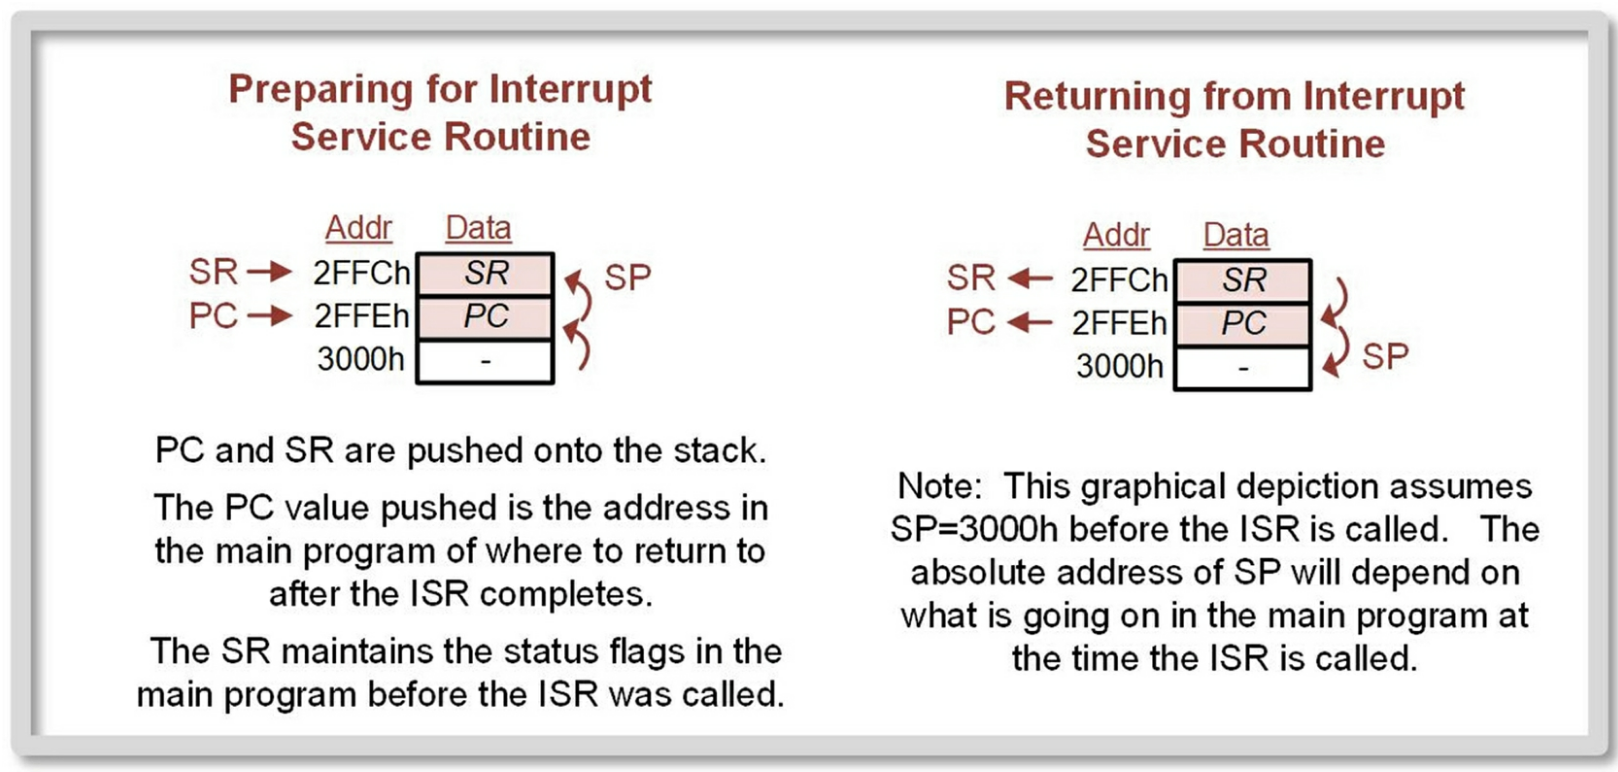 Preparing for Interrupt
Service Routine
Addr Data
SR 2FFCh SR SP
PC 2FFEh PC
3000h -
PC and SR are pushed onto the stack.
The PC value pushed is the address in
the main program of where to return to
after the ISR completes.
The SR maintains the status flags in the
main program before the ISR was called.
Returning from Interrupt
Service Routine
Addr Data
SR 2FFCh SR
PC 2FFEh PC
3000h - SP
Note: This graphical depiction assumes
SP=3000h before the ISR is called. The
absolute address of SP will depend on
what is going on in the main program at
the time the ISR is called.